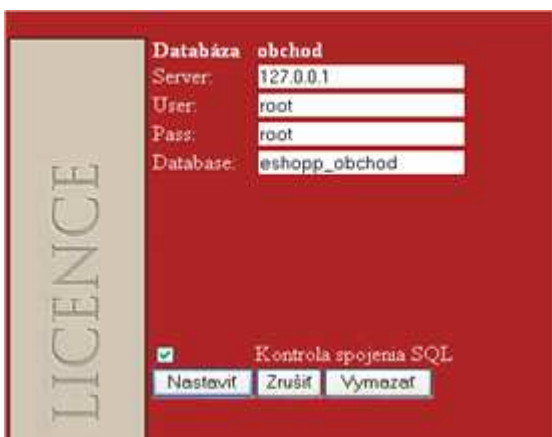 LICENCE
Databáza obchod
Server: 127.0.0.1
User: root
Pass: root
Database: eshopp_obchod
Kontrola spojenia SQL
Nastaviť Zrušiť Vymazať